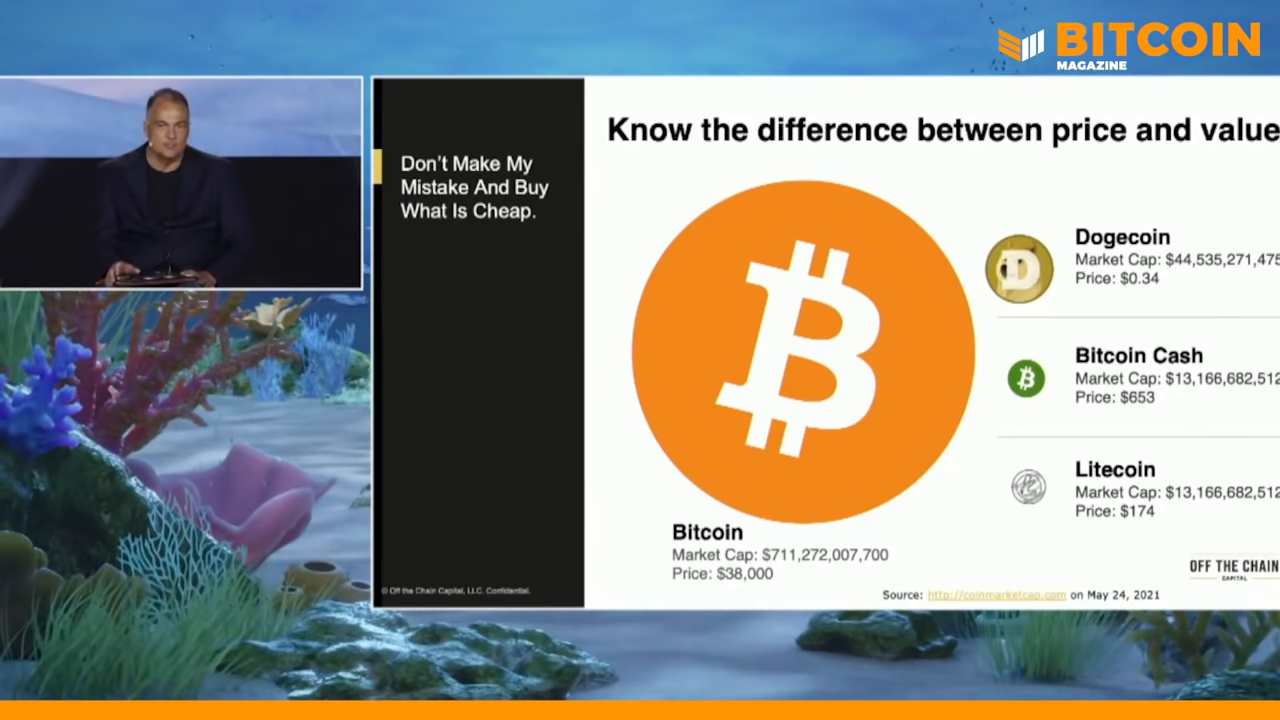 BITCOIN
MAGAZINE
Don't Make My
Mistake And Buy
What Is Cheap.
© Off the Chain Capital, LLC. Confidential.
Know the difference between price and value
Bitcoin
Market Cap: $711,272,007,700
Price: $38,000
Dogecoin
Market Cap: $44,535,271,475
Price: $0.34
Bitcoin Cash
Market Cap: $13,166,682,512
Price: $653
Litecoin
Market Cap: $13,166,682,512
Price: $174
OFF THE CHAIN
CAPITAL
Source: http://coinmarketcap.com on May 24, 2021